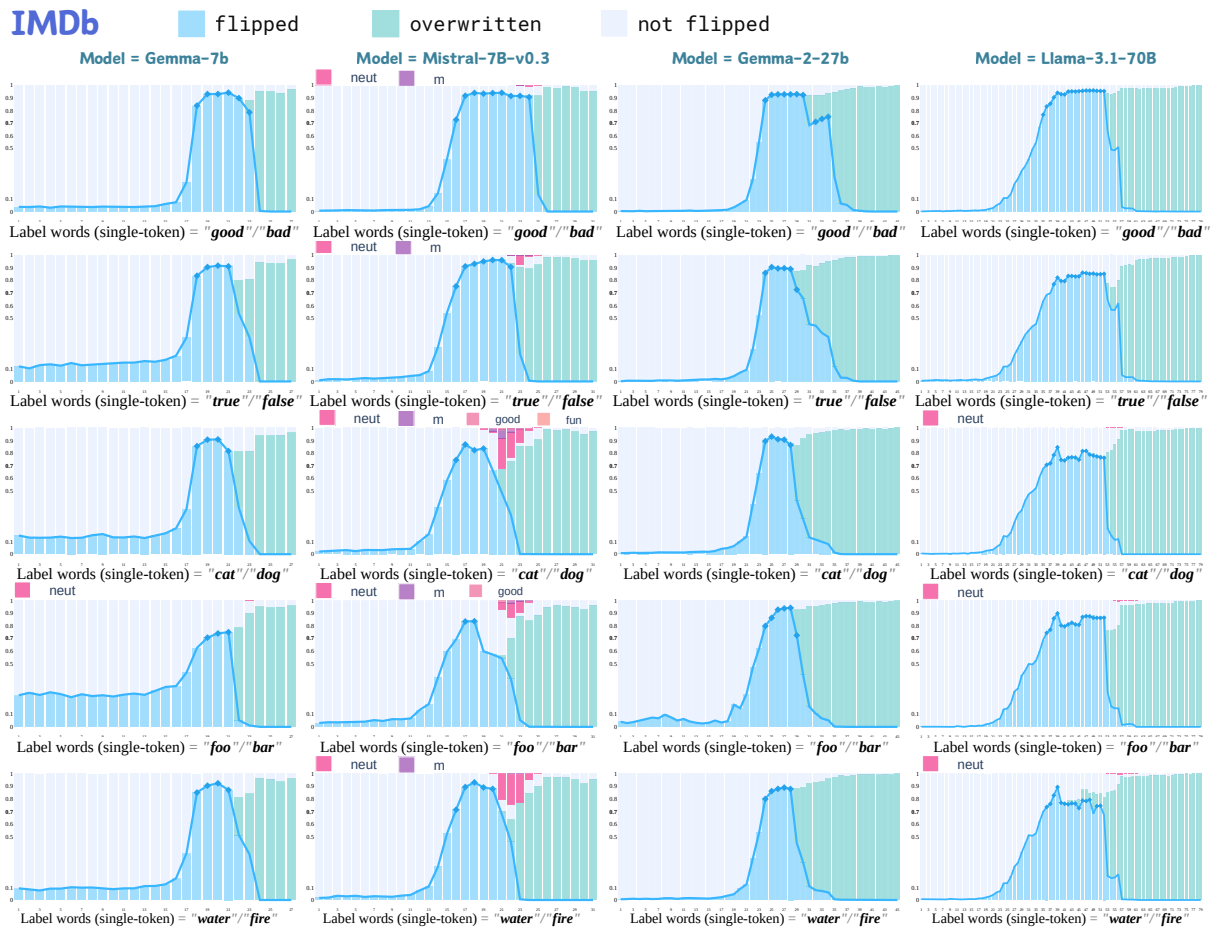 IMDb flipped overwritten not flipped
Model = Gemma-7b Model = Mistral-7B-v0.3 Model = Gemma-2-27b Model = Llama-3.1-70B
neut m
Label words (single-token) = "good"/"bad" Label words (single-token) = "good"/"bad" Label words (single-token) = "good"/"bad" Label words (single-token) = "good"/"bad"
neut m
Label words (single-token) = "true"/"false" Label words (single-token) = "true"/"false" Label words (single-token) = "true"/"false" Label words (single-token) = "true"/"false"
neut m good fun neut
Label words (single-token) = "cat"/"dog" Label words (single-token) = "cat"/"dog" Label words (single-token) = "cat"/"dog" Label words (single-token) = "cat"/"dog"
neut neut m good neut
Label words (single-token) = "foo"/"bar" Label words (single-token) = "foo"/"bar" Label words (single-token) = "foo"/"bar" Label words (single-token) = "foo"/"bar"
neut m neut
Label words (single-token) = "water"/"fire" Label words (single-token) = "water"/"fire" Label words (single-token) = "water"/"fire" Label words (single-token) = "water"/"fire"